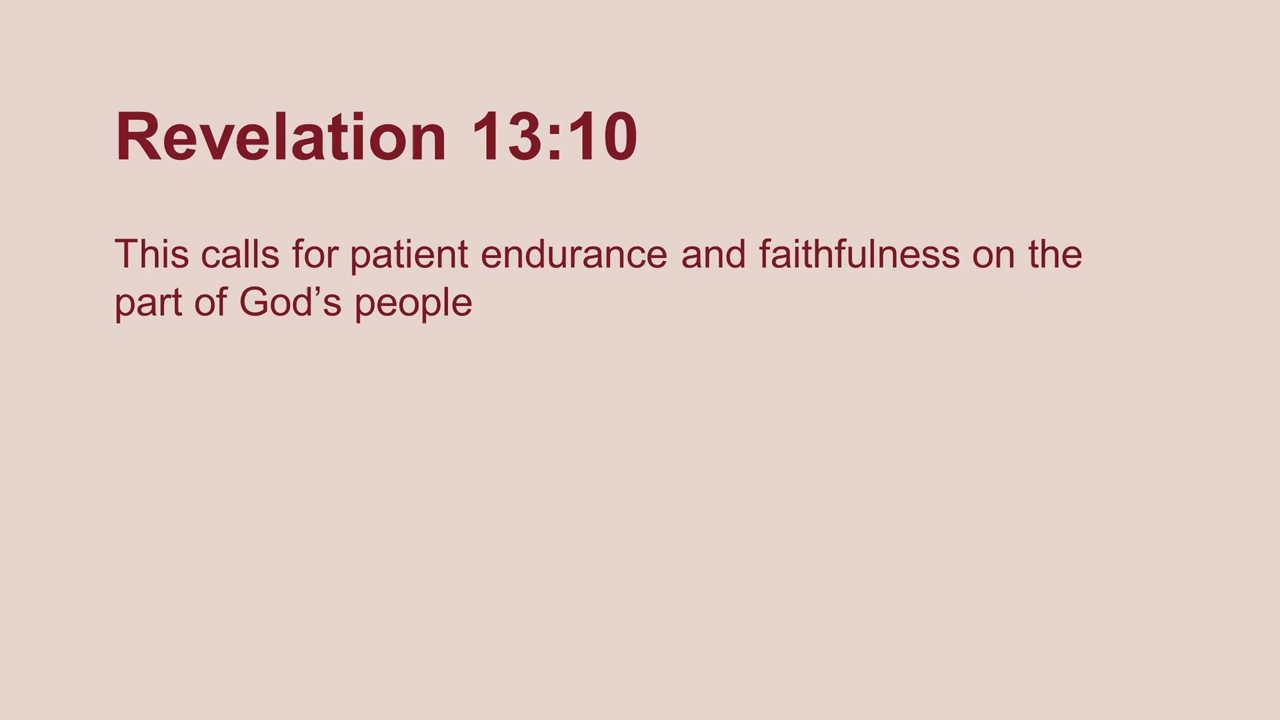 Revelation 13:10
This calls for patient endurance and faithfulness on the
part of God’s people